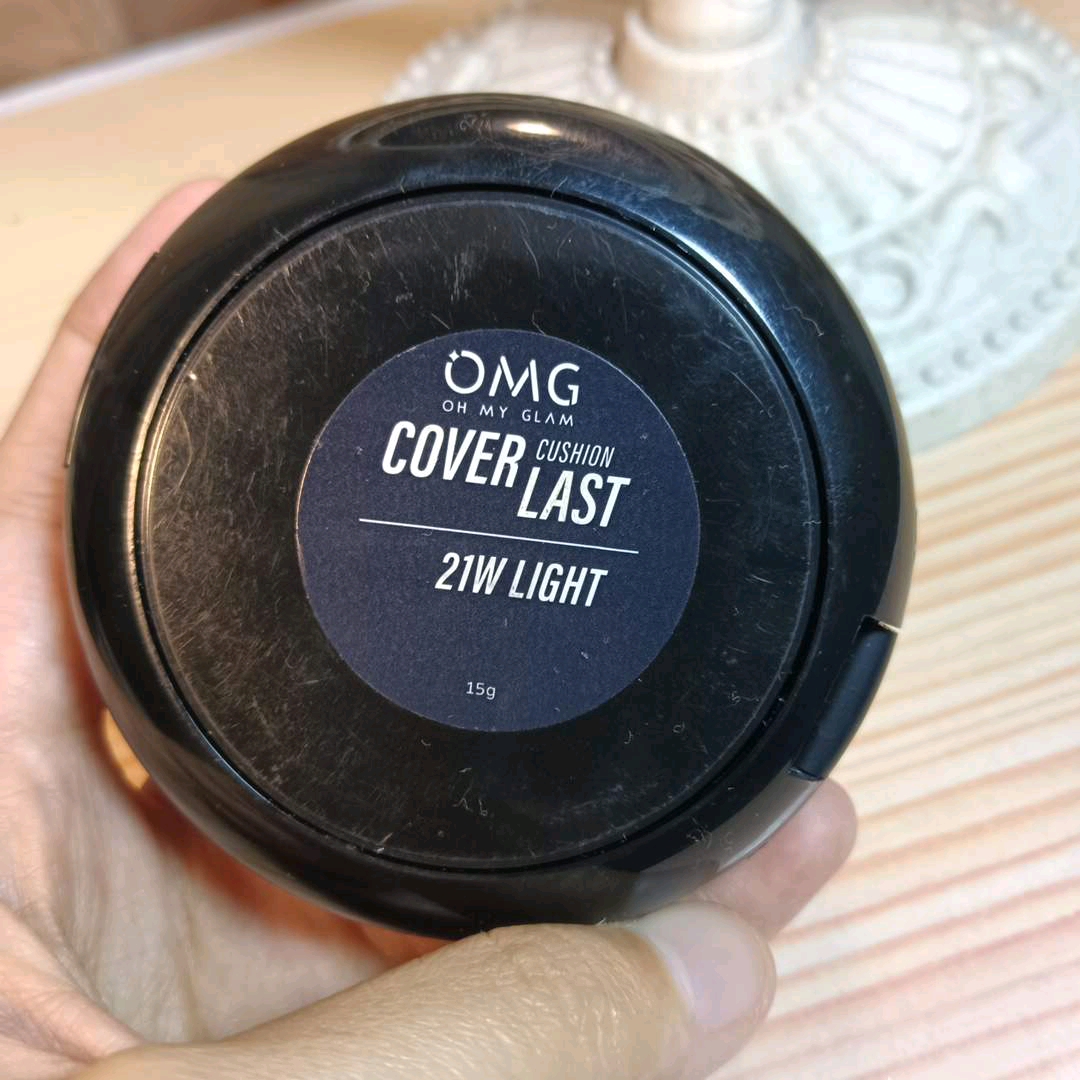 OMG
OH MY GLAM
COVER CUSHION
LAST
21W LIGHT
15g